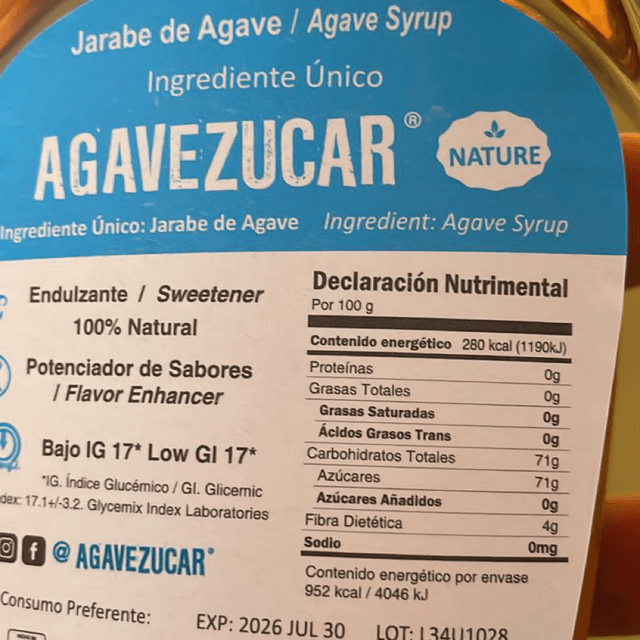 Jarabe de Agave / Agave Syrup
Ingrediente Único
AGAVEZUCAR®
NATURE
Ingrediente Único: Jarabe de Agave Ingredient: Agave Syrup
Endulzante / Sweetener
100% Natural
Potenciador de Sabores
/ Flavor Enhancer
Bajo IG 17* Low GI 17*
*IG. Índice Glucémico / GI. Glicemic
dex: 17.1+/-3.2. Glycemix Index Laboratories
@ AGAVEZUCAR®
Declaración Nutrimental
Por 100 g
Contenido energético 280 kcal (1190kJ)
Proteínas 0g
Grasas Totales 0g
Grasas Saturadas 0g
Ácidos Grasos Trans 0g
Carbohidratos Totales 71g
Azúcares 71g
Azúcares Añadidos 0g
Fibra Dietética 4g
Sodio 0mg
Contenido energético por envase
952 kcal / 4046 kJ
Consumo Preferente: EXP: 2026 JUL 30 LOT: